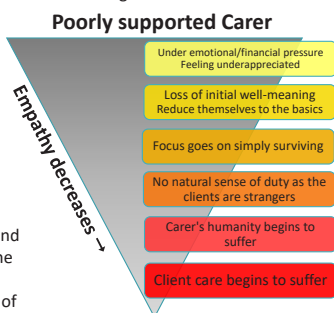 Poorly supported Carer
Under emotional/financial pressure
Feeling underappreciated
Loss of initial well-meaning
Reduce themselves to the basics
Focus goes on simply surviving
No natural sense of duty as the
clients are strangers
Carer's humanity begins to
suffer
Client care begins to suffer
Empathy decreases →
of